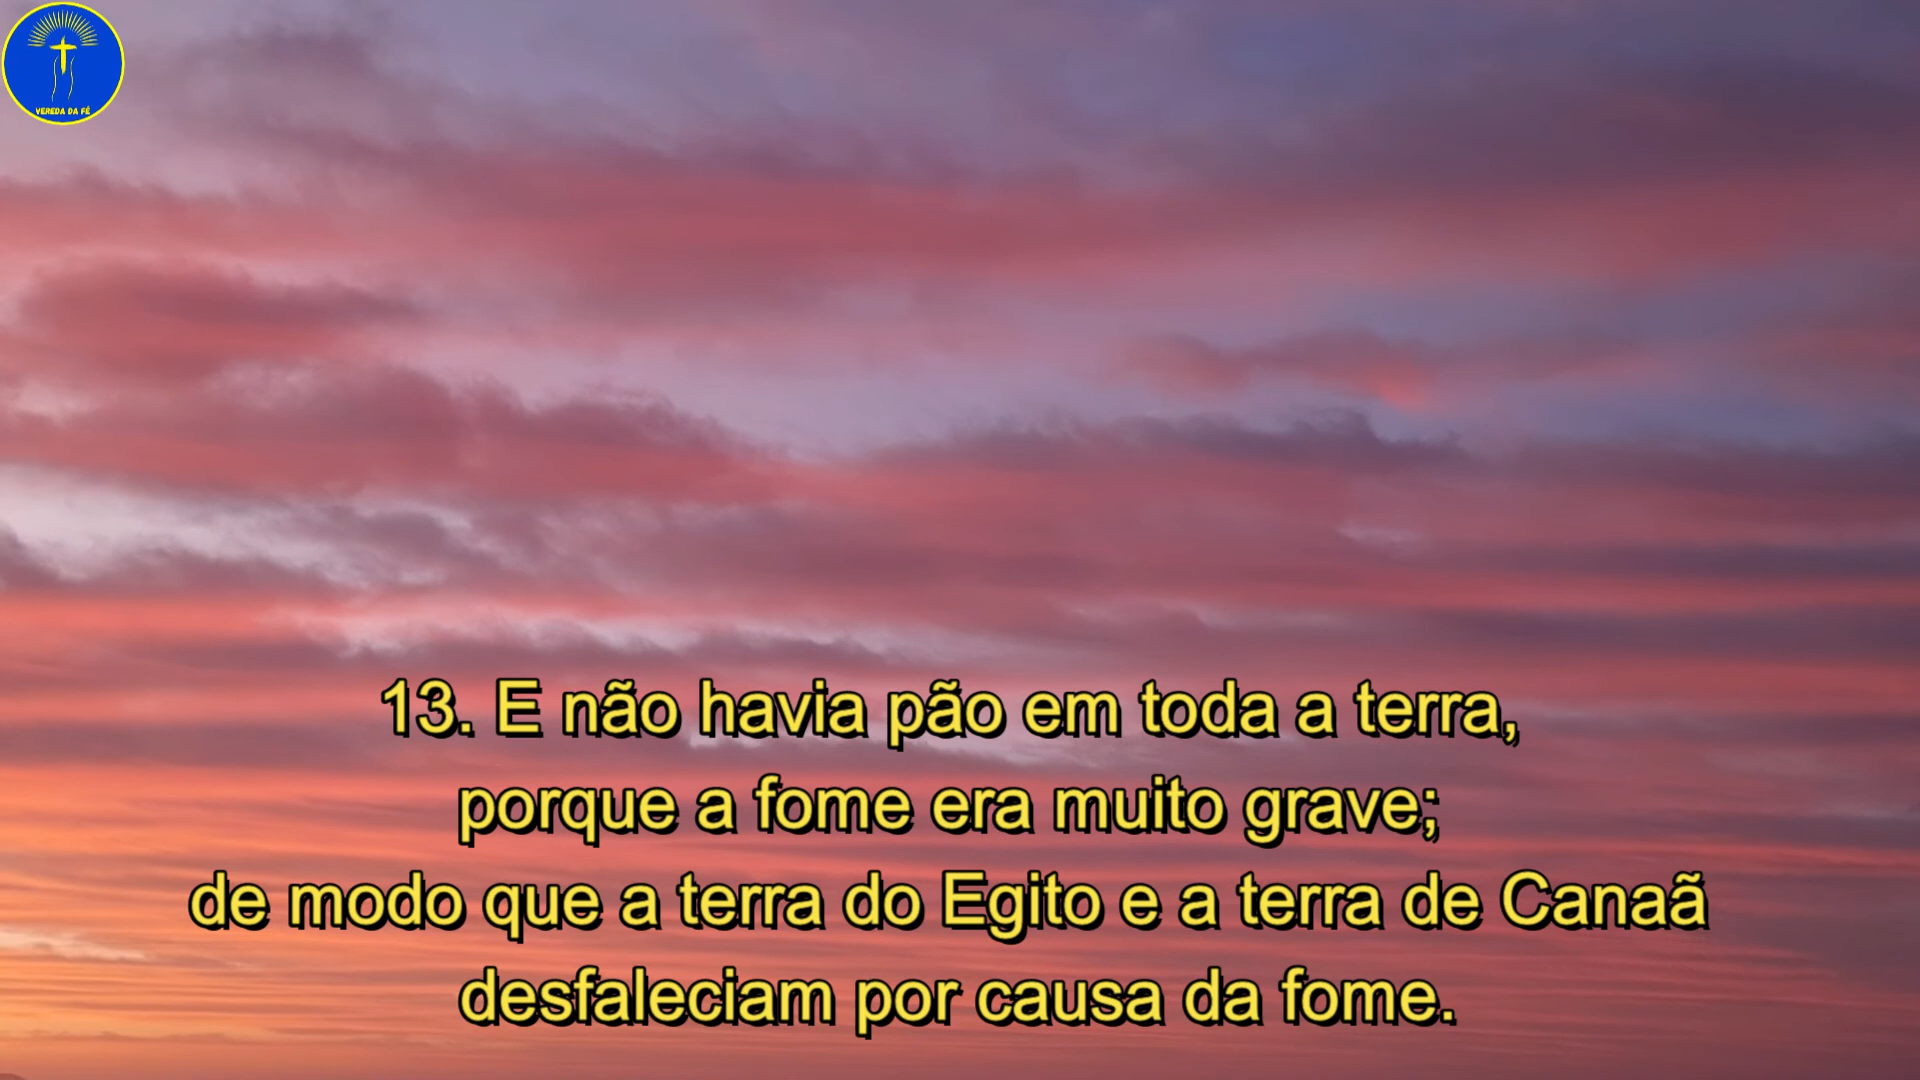 VEREDA DA FÉ
13. E não havia pão em toda a terra,
porque a fome era muito grave;
de modo que a terra do Egito e a terra de Canaã
desfaleciam por causa da fome.